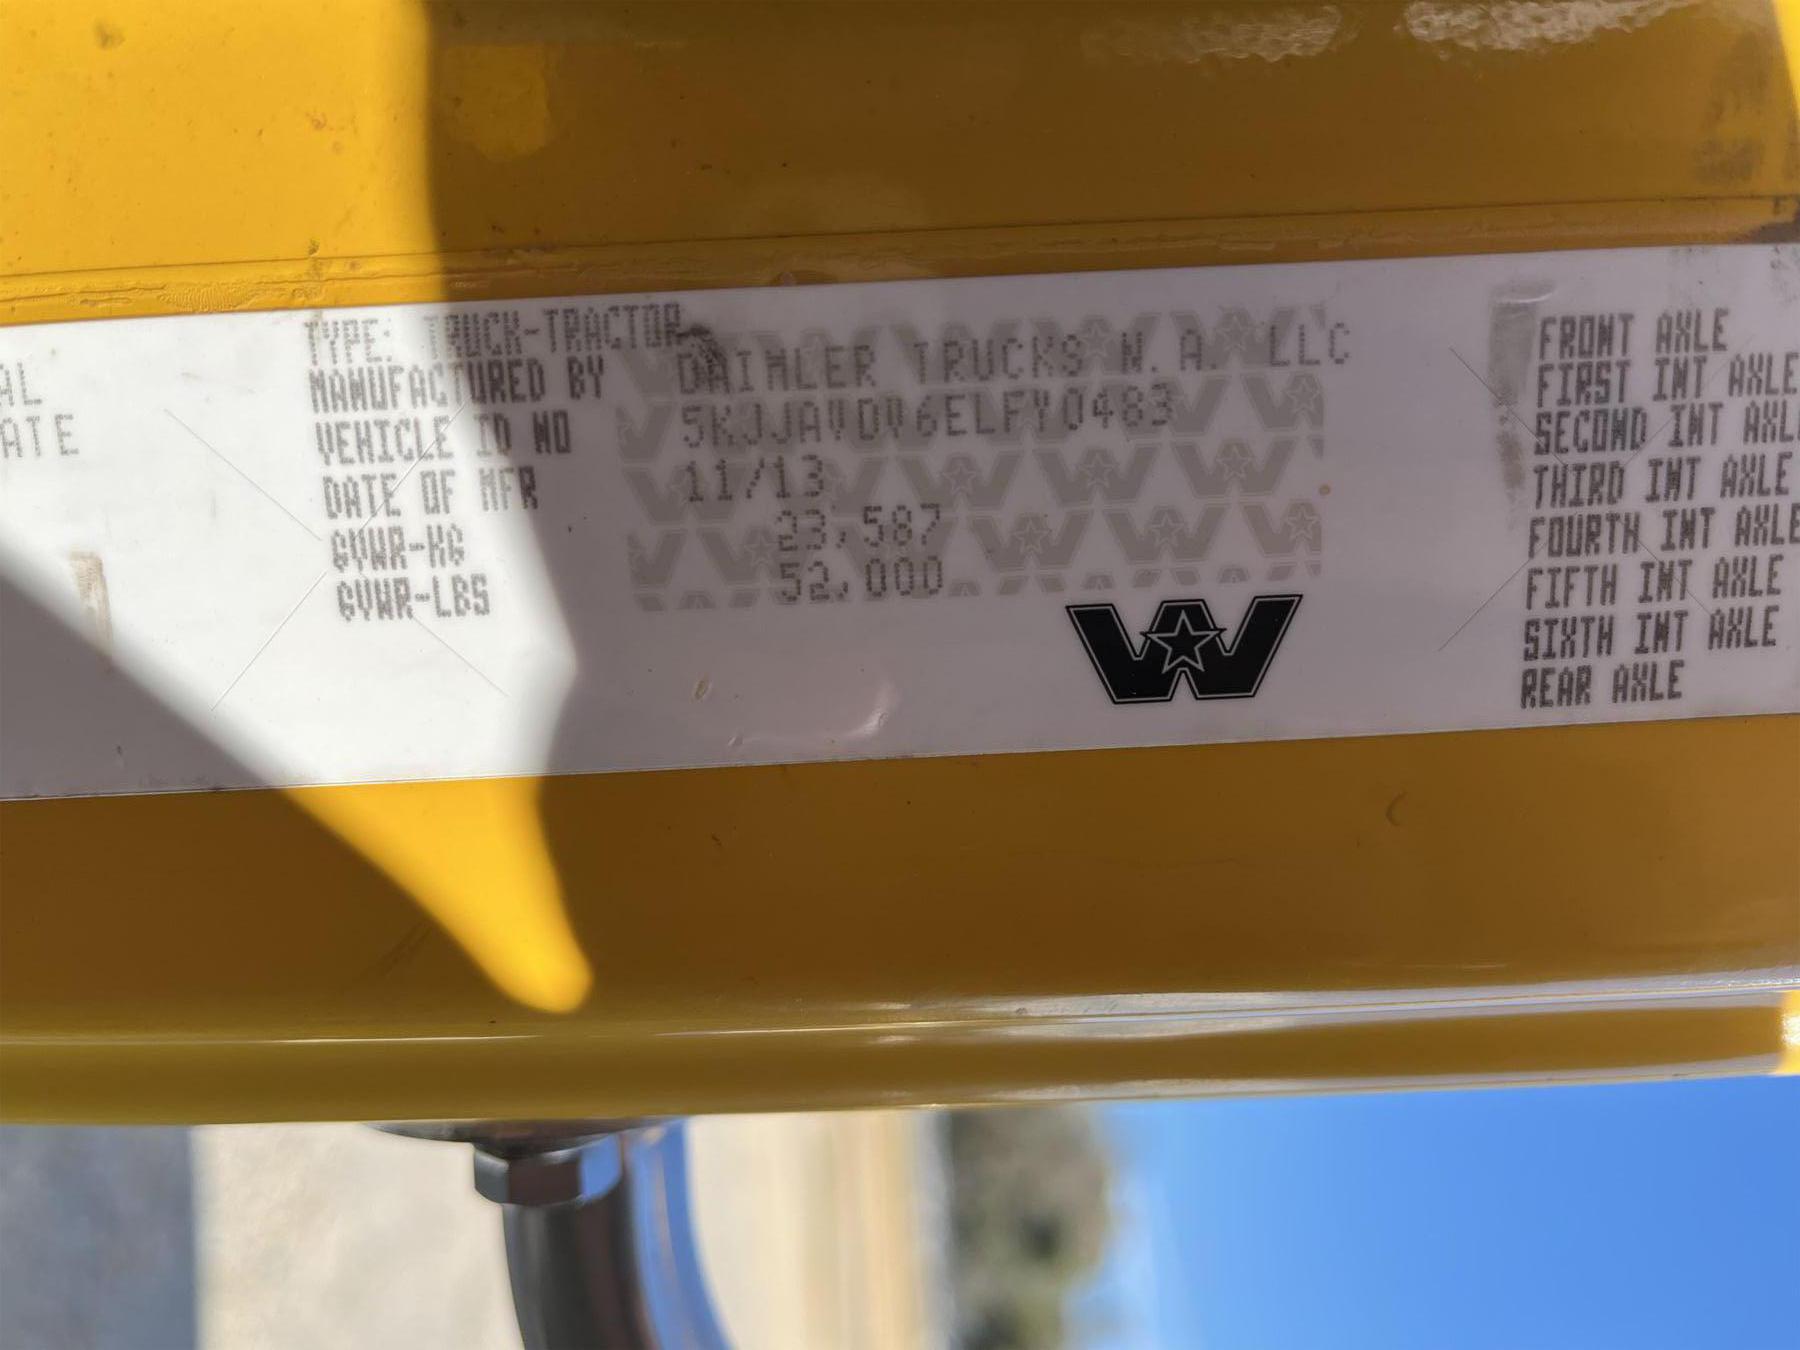 AL
ATE
TYPE: TRUCK-TRACTOR
MANUFACTURED BY DAIMLER TRUCKS N.A. LLC
VEHICLE ID NO 5KJJAVDV6ELFY0483
DATE OF MFR 11/13
GVWR-KG 23,587
GVWR-LBS 52,000
W
FRONT AXLE
FIRST INT AXLE
SECOND INT AXLE
THIRD INT AXLE
FOURTH INT AXLE
FIFTH INT AXLE
SIXTH INT AXLE
REAR AXLE